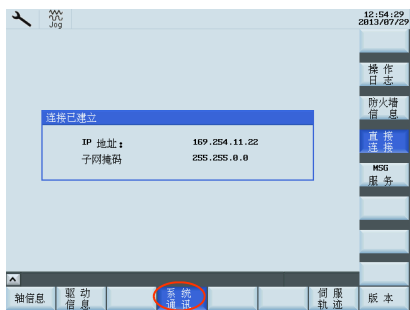 Jog
12:54:29
2013/07/29
操 作
日 志
防火墙
信 息
直 接
连 接
MSG
服 务
连接已建立
IP 地址: 169.254.11.22
子网掩码 255.255.0.0
轴信息
驱 动
信 息
系 统
通 讯
伺 服
轨 迹
版 本